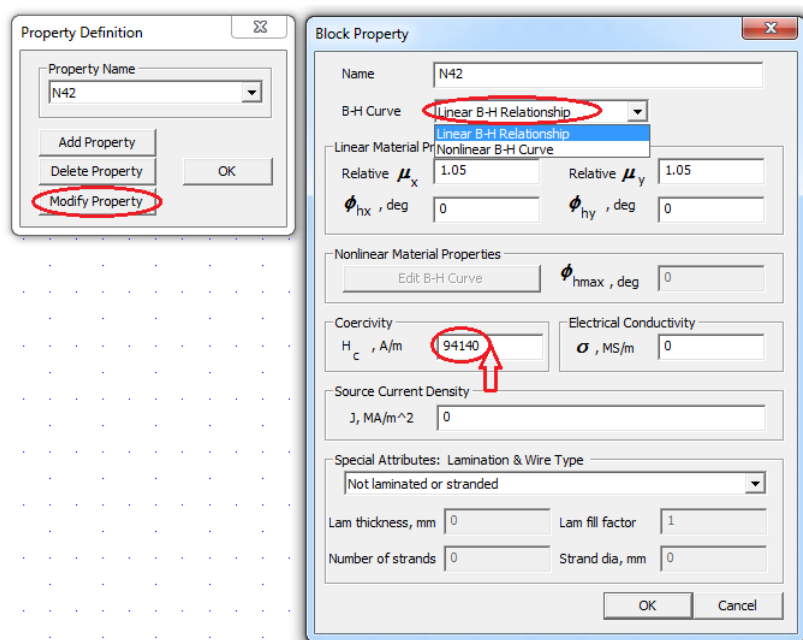 Property Definition
Property Name
N42
Add Property
Delete Property
OK
Modify Property
Block Property
Name
N42
B-H Curve
Linear B-H Relationship
Linear B-H Relationship
Nonlinear B-H Curve
Linear Material Pr
Relative μx
1.05
Relative μy
1.05
ϕhx , deg
0
ϕhy , deg
0
Nonlinear Material Properties
Edit B-H Curve
ϕhmax , deg
0
Coercivity
Hc , A/m
94140
Electrical Conductivity
σ , MS/m
0
Source Current Density
J, MA/m^2
0
Special Attributes: Lamination & Wire Type
Not laminated or stranded
Lam thickness, mm
0
Lam fill factor
1
Number of strands
0
Strand dia, mm
0
OK
Cancel